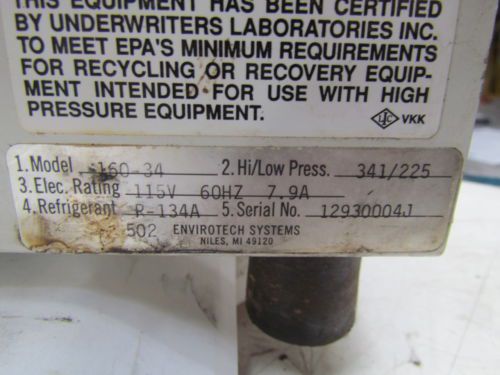 THIS EQUIPMENT HAS BEEN CERTIFIED
BY UNDERWRITERS LABORATORIES INC.
TO MEET EPA'S MINIMUM REQUIREMENTS
FOR RECYCLING OR RECOVERY EQUIP-
MENT INTENDED FOR USE WITH HIGH
PRESSURE EQUIPMENT.
VKK
1. Model 160-34 2. Hi/Low Press. 341/225
3. Elec. Rating 115V 60HZ 7.9A
4. Refrigerant R-134A 5. Serial No. 12930004J
502 ENVIROTECH SYSTEMS
NILES, MI 49120